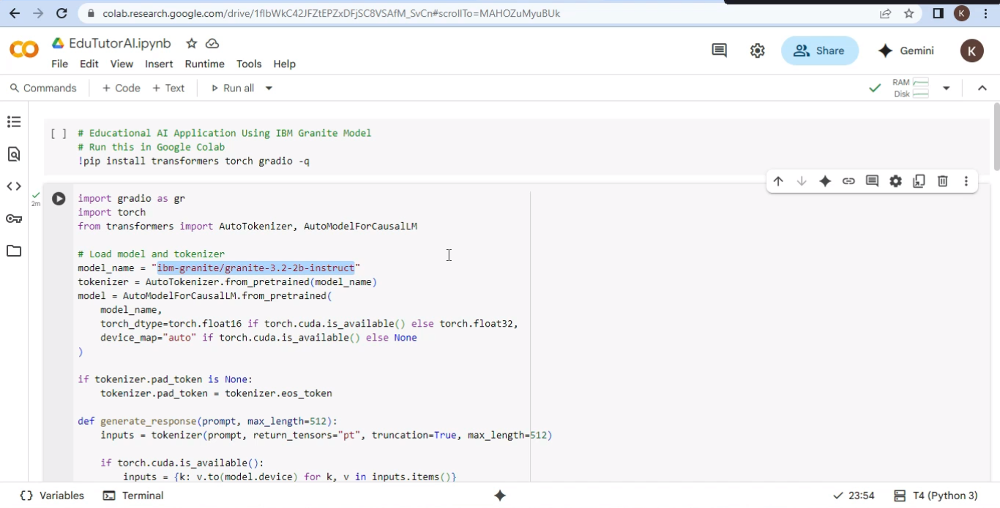 colab.research.google.com/drive/1flbWkC42JFZtEPZxDFjSC8VSAfM_SvCn#scrollTo=MAHOZuMyuBUk
K
CO
EduTutorAI.ipynb
File Edit View Insert Runtime Tools Help
Share
Gemini
K
Commands + Code + Text Run all
RAM
Disk
[ ] # Educational AI Application Using IBM Granite Model
# Run this in Google Colab
!pip install transformers torch gradio -q
2m
import gradio as gr
import torch
from transformers import AutoTokenizer, AutoModelForCausalLM
# Load model and tokenizer
model_name = "ibm-granite/granite-3.2-2b-instruct"
tokenizer = AutoTokenizer.from_pretrained(model_name)
model = AutoModelForCausalLM.from_pretrained(
model_name,
torch_dtype=torch.float16 if torch.cuda.is_available() else torch.float32,
device_map="auto" if torch.cuda.is_available() else None
)
if tokenizer.pad_token is None:
tokenizer.pad_token = tokenizer.eos_token
def generate_response(prompt, max_length=512):
inputs = tokenizer(prompt, return_tensors="pt", truncation=True, max_length=512)
if torch.cuda.is_available():
inputs = {k: v.to(model.device) for k, v in inputs.items()}
{} Variables Terminal
23:54 T4 (Python 3)